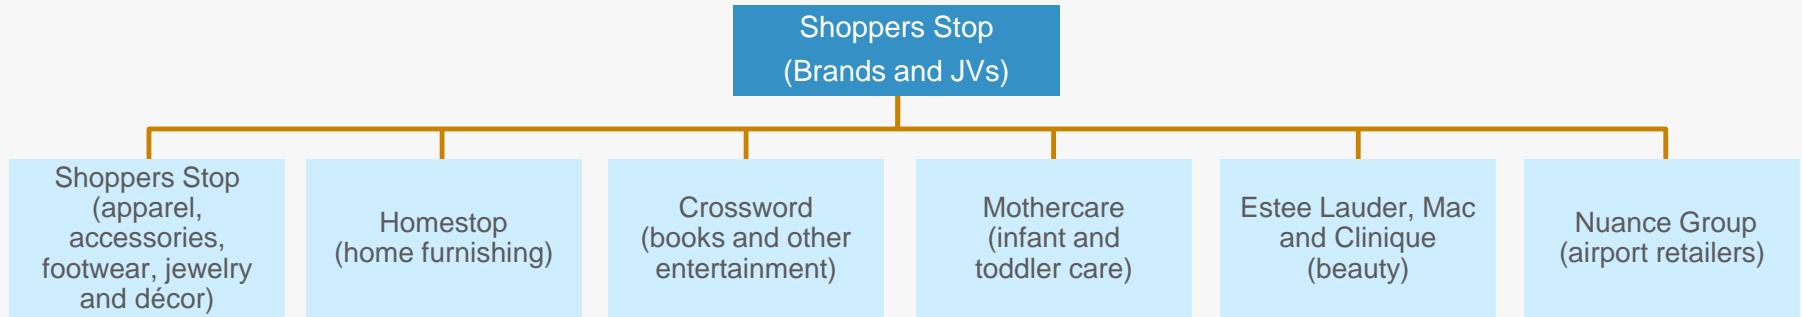 Shoppers Stop
(Brands and JVs)
Shoppers Stop
(apparel,
accessories,
footwear, jewelry
and décor)
Homestop
(home furnishing)
Crossword
(books and other
entertainment)
Mothercare
(infant and
toddler care)
Estee Lauder, Mac
and Clinique
(beauty)
Nuance Group
(airport retailers)